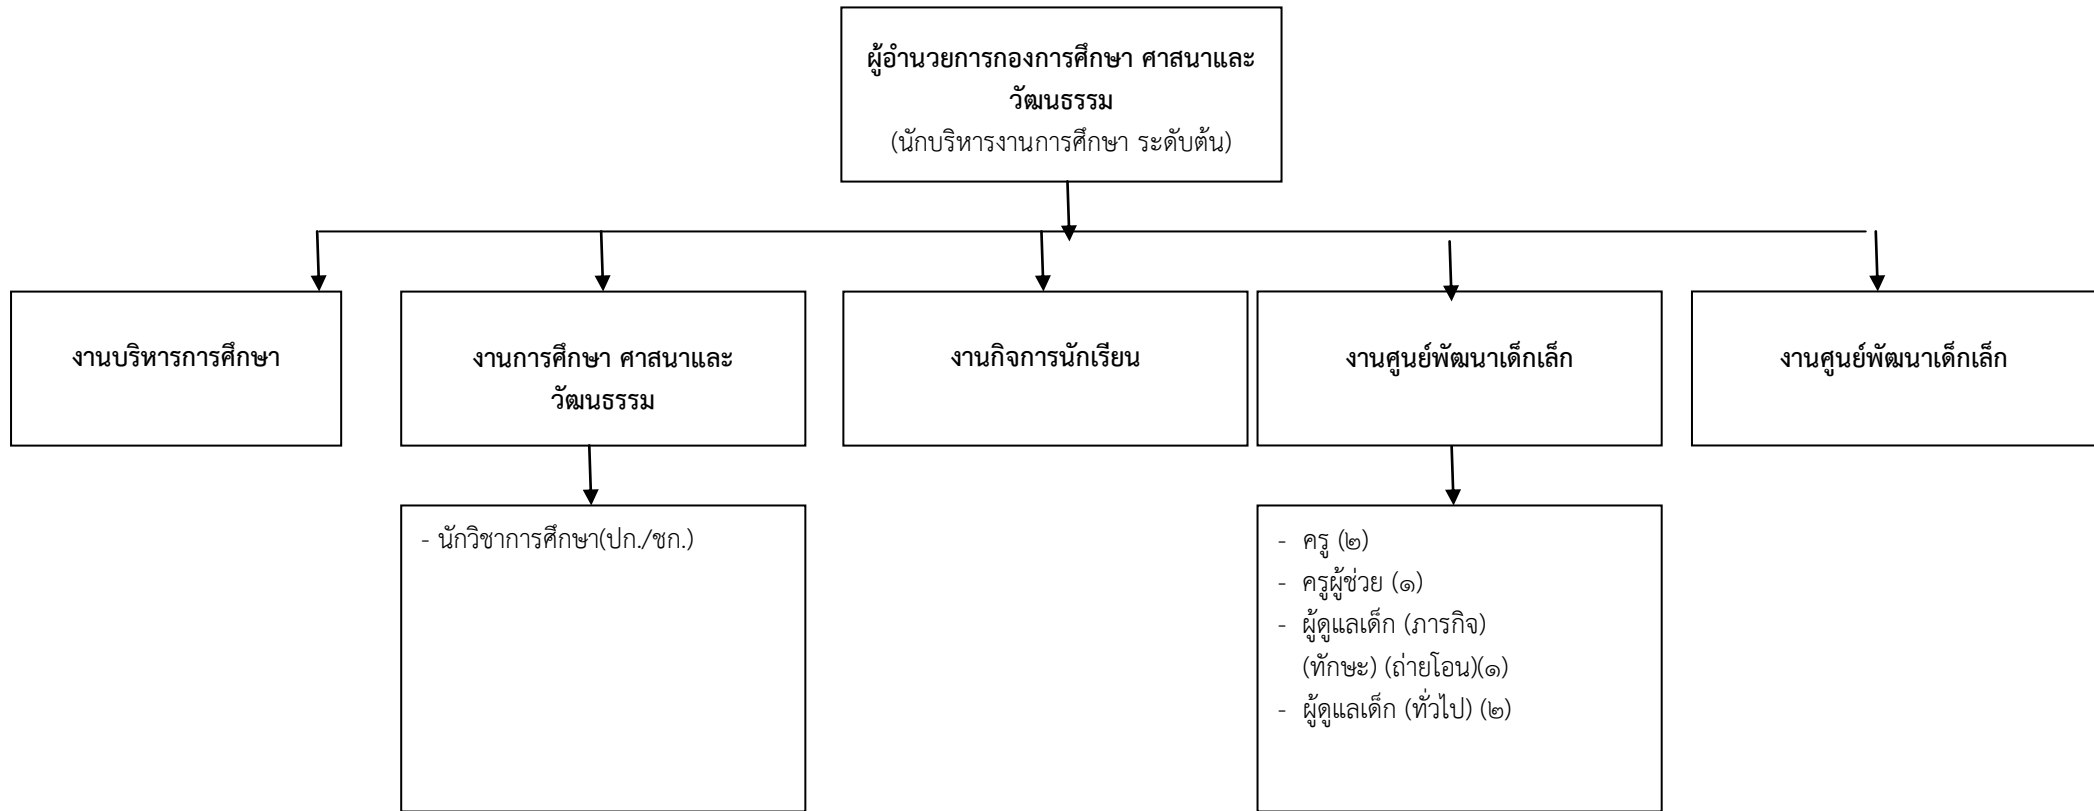 ผู้อำนวยการกองการศึกษา ศาสนาและ
วัฒนธรรม
(นักบริหารงานการศึกษา ระดับต้น)
งานบริหารการศึกษา
งานการศึกษา ศาสนาและ
วัฒนธรรม
งานกิจการนักเรียน
งานศูนย์พัฒนาเด็กเล็ก
งานศูนย์พัฒนาเด็กเล็ก
- นักวิชาการศึกษา(ปก./ชก.)
- ครู (๒)
- ครูผู้ช่วย (๑)
- ผู้ดูแลเด็ก (ภารกิจ)
(ทักษะ) (ถ่ายโอน)(๑)
- ผู้ดูแลเด็ก (ทั่วไป) (๒)